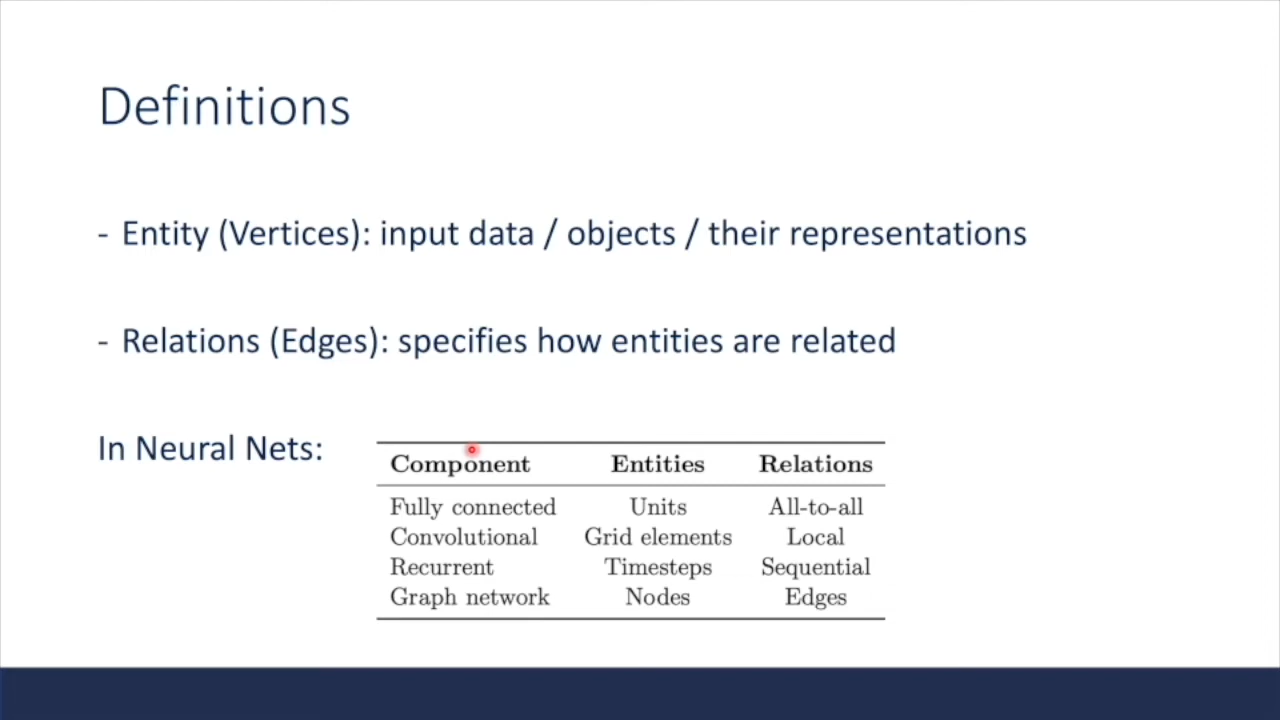 Definitions
- Entity (Vertices): input data / objects / their representations
- Relations (Edges): specifies how entities are related
In Neural Nets:
Component Entities Relations
Fully connected Units All-to-all
Convolutional Grid elements Local
Recurrent Timesteps Sequential
Graph network Nodes Edges